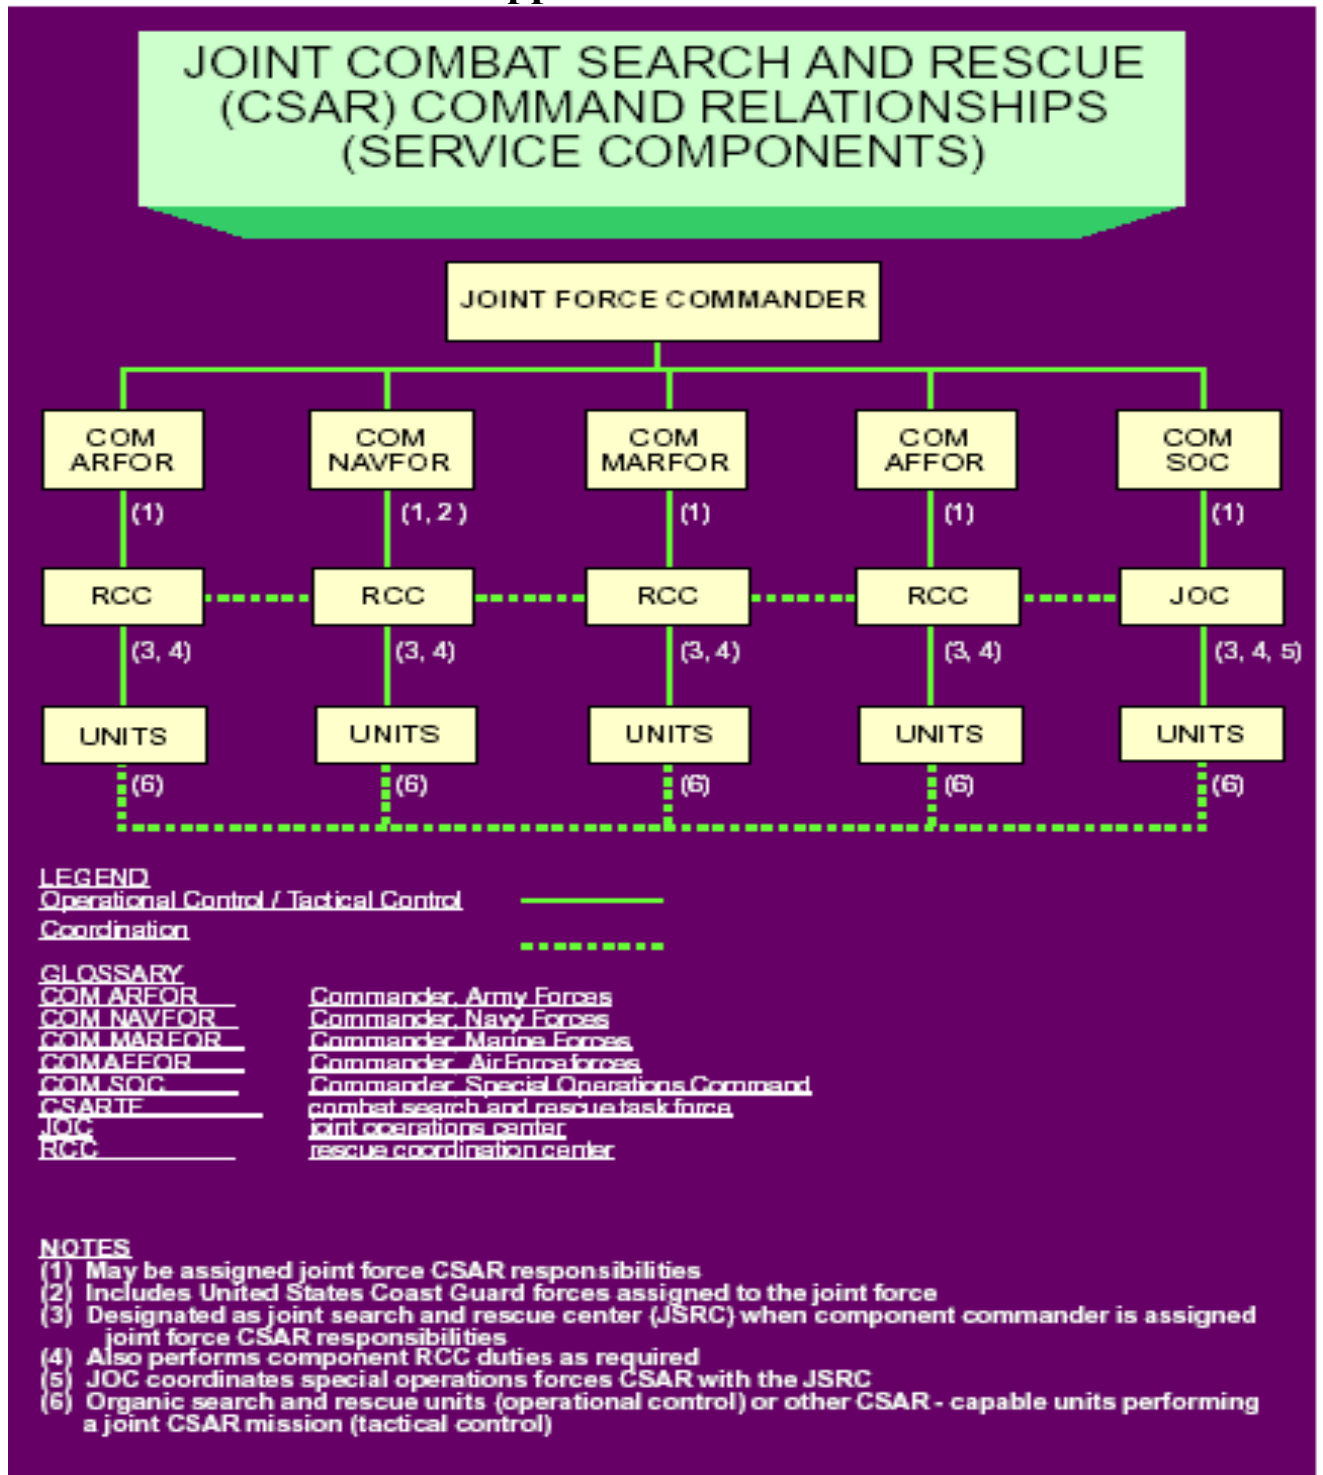 JOINT COMBAT SEARCH AND RESCUE
(CSAR) COMMAND RELATIONSHIPS
(SERVICE COMPONENTS)
JOINT FORCE COMMANDER
COM ARFOR
COM NAVFOR
COM MARFOR
COM AFFOR
COM SOC
(1)
(1, 2 )
(1)
(1)
(1)
RCC
RCC
RCC
RCC
JOC
(3, 4)
(3, 4)
(3, 4)
(3, 4)
(3, 4, 5)
UNITS
UNITS
UNITS
UNITS
UNITS
(6)
(6)
(6)
(6)
(6)
LEGEND
Operational Control / Tactical Control
Coordination
GLOSSARY
COM ARFOR Commander, Army Forces
COM NAVFOR Commander, Navy Forces
COM MARFOR Commander, Marine Forces
COMAFFOR Commander, Air Force forces
COM SOC Commander, Special Operations Command
CSARTF combat search and rescue task force
JOC joint operations center
RCC rescue coordination center
NOTES
(1) May be assigned joint force CSAR responsibilities
(2) Includes United States Coast Guard forces assigned to the joint force
(3) Designated as joint search and rescue center (JSRC) when component commander is assigned
joint force CSAR responsibilities
(4) Also performs component RCC duties as required
(5) JOC coordinates special operations forces CSAR with the JSRC
(6) Organic search and rescue units (operational control) or other CSAR - capable units performing
a joint CSAR mission (tactical control)